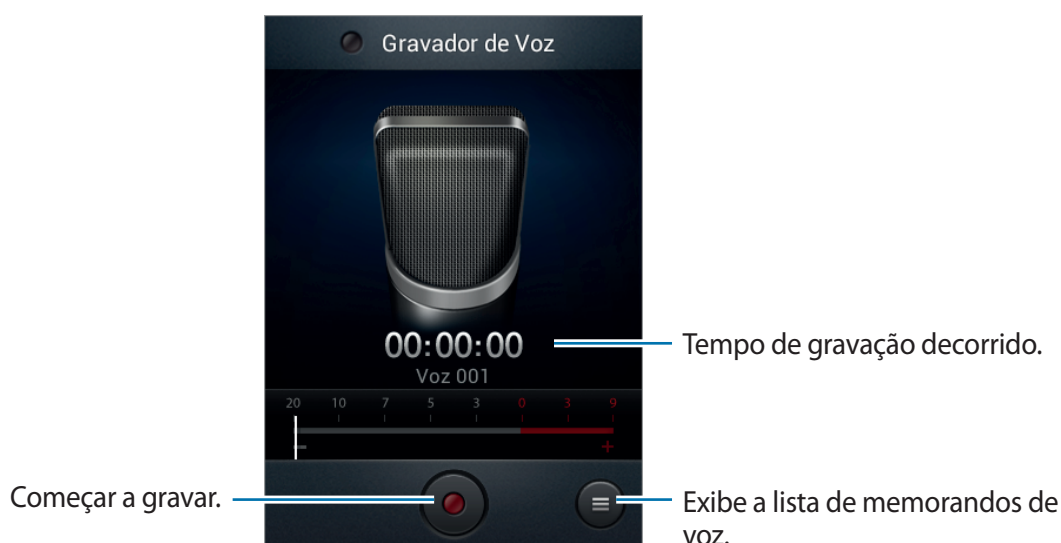 Gravador de Voz
00:00:00
Tempo de gravação decorrido.
Voz 001
20 10 7 5 3 0 3 9
− +
Começar a gravar.
Exibe a lista de memorandos de
voz.